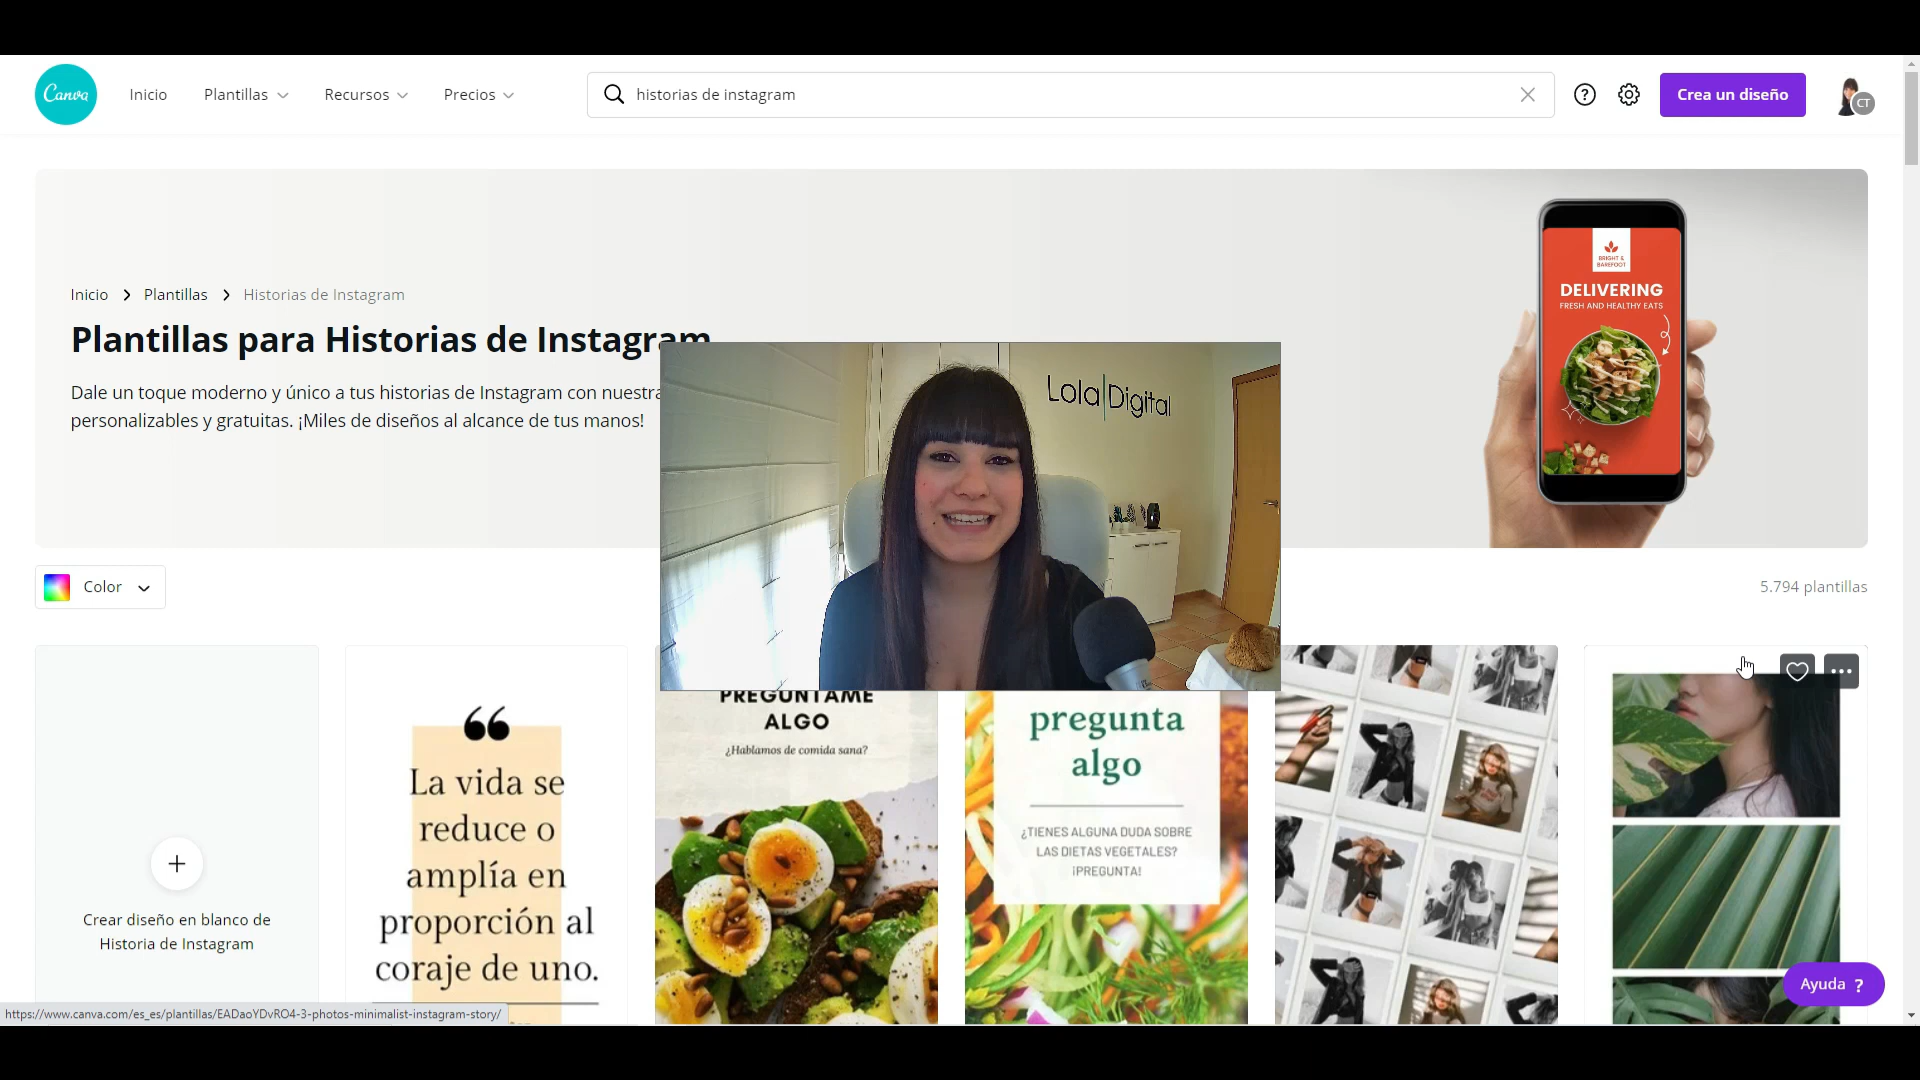 Canva
Inicio
Plantillas
Recursos
Precios
historias de instagram
Crea un diseño
CT
Inicio
Plantillas
Historias de Instagram
Plantillas para Historias de Instagram
Dale un toque moderno y único a tus historias de Instagram con
personalizables y gratuitas. ¡Miles de diseños al alcance de tus manos!
BRIGHT &
BAREFOOT
DELIVERING
FRESH AND HEALTHY EATS
Lola Digital
Color
5.794 plantillas
Crear diseño en blanco de
Historia de Instagram
La vida se
reduce o
amplía en
proporción al
coraje de uno.
PREGÚNTAME
ALGO
¿Hablamos de comida sana?
pregunta
algo
¿TIENES ALGUNA DUDA SOBRE
LAS DIETAS VEGETALES?
¡PREGUNTA!
Ayuda ?
https://www.canva.com/es_es/plantillas/EADaoYDvRO4-3-photos-minimalist-instagram-story/